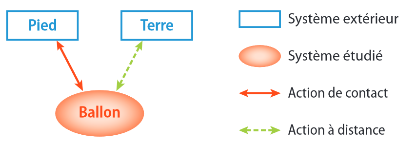 Pied
Terre
Ballon
Système extérieur
Système étudié
Action de contact
Action à distance